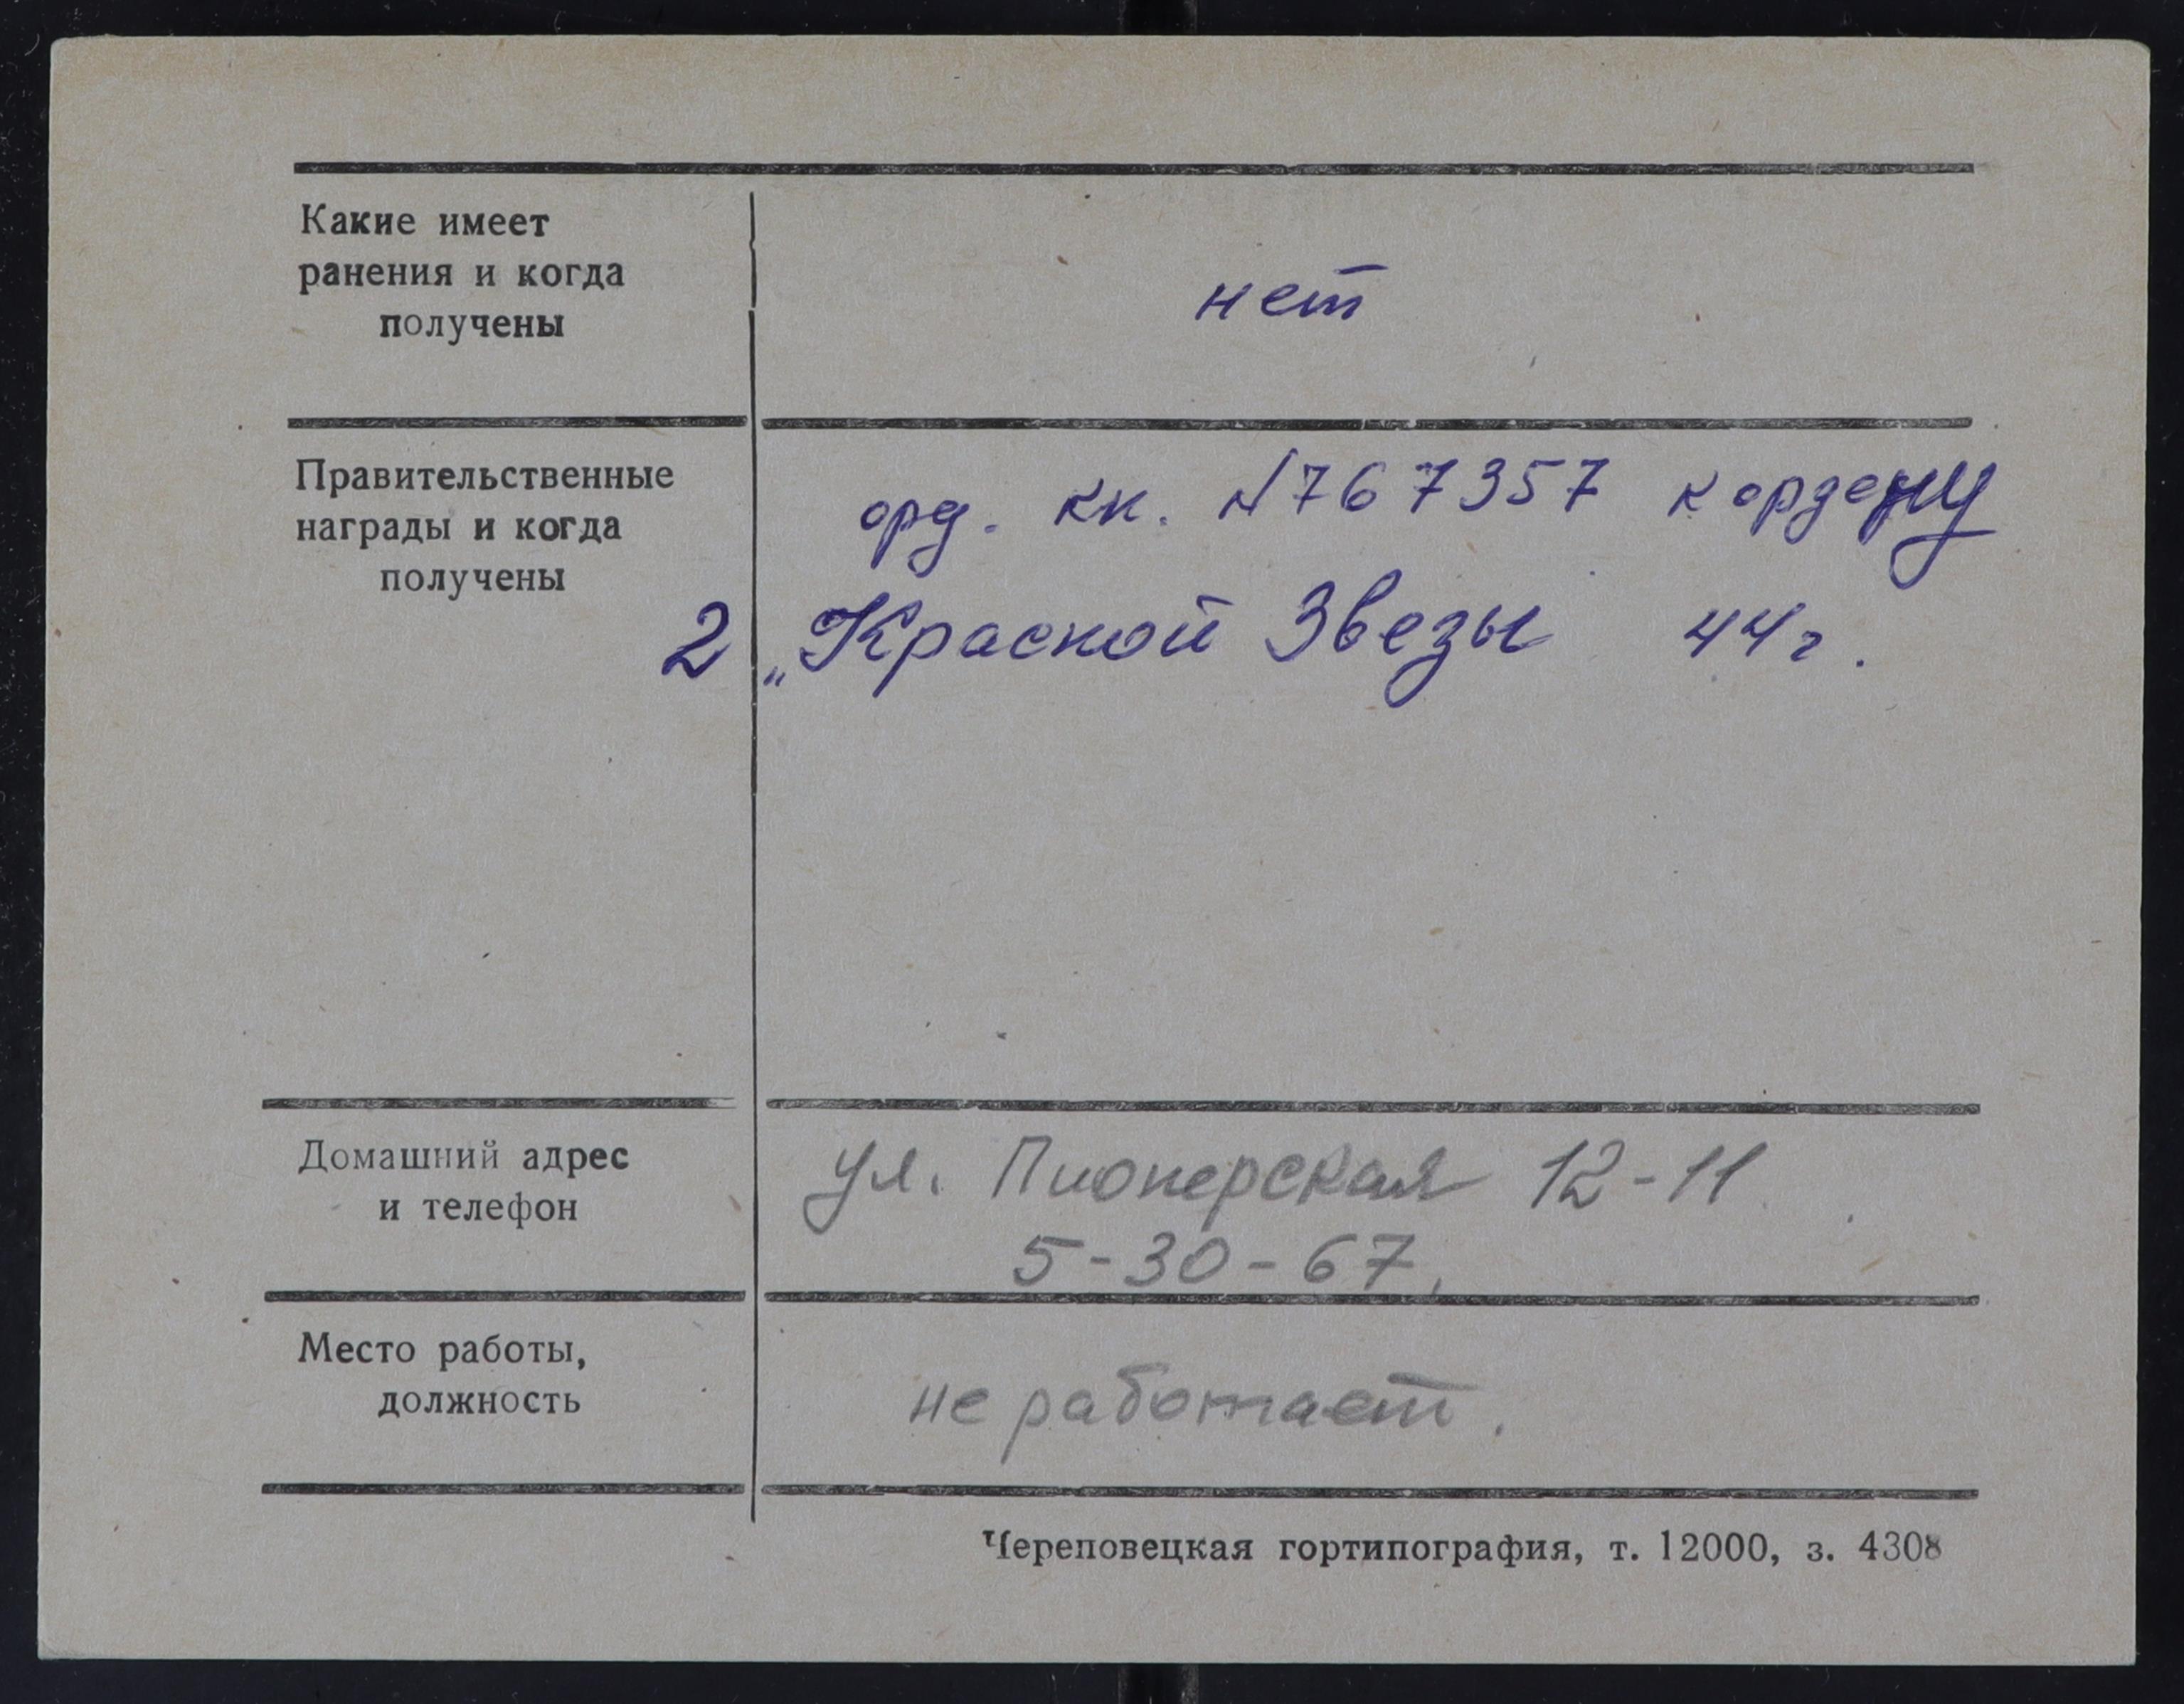 Какие имеет
ранения и когда
получены
нет
Правительственные
награды и когда
получены
орд. кн. №767357 к ордену
2 „Красной Звезы 44г.
Домашний адрес
и телефон
ул. Пионерская 12-11
5-30-67.
Место работы,
должность
не работает.
Череповецкая гортипография, т. 12000, з. 4308